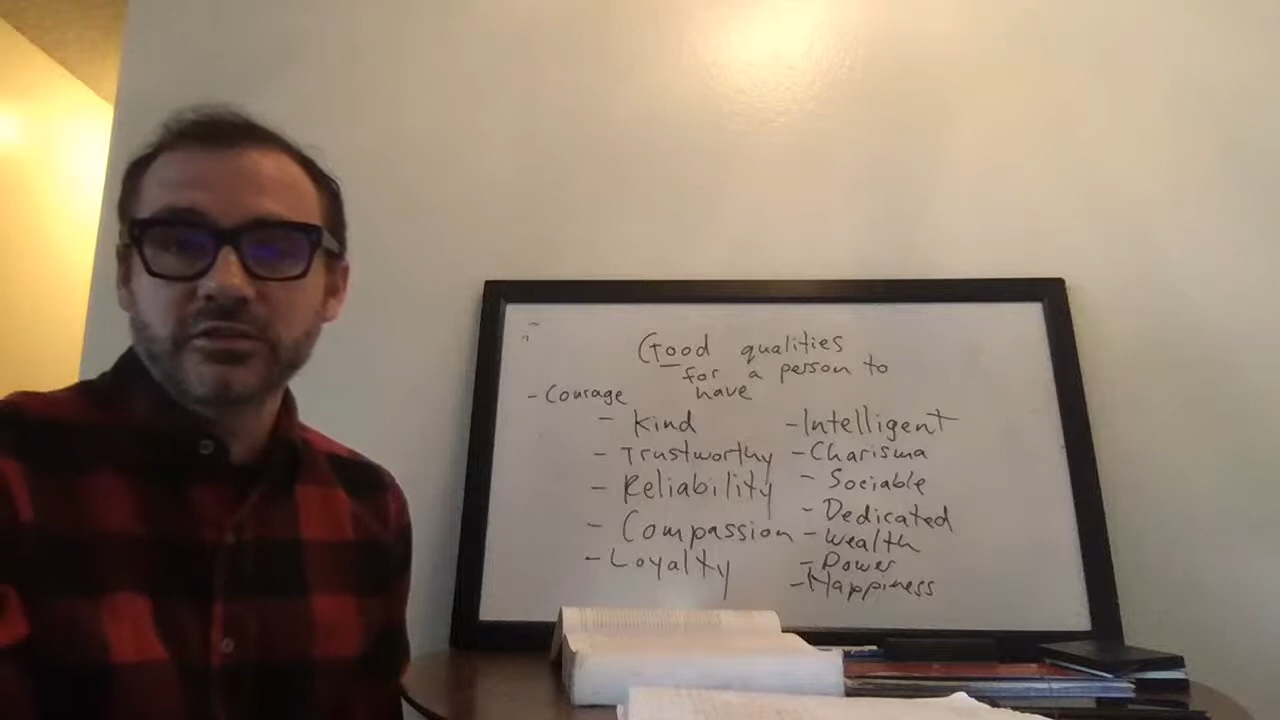 Good qualities
for a person to
have
- Courage
- Kind
- Trustworthy
- Reliability
- Compassion
- Loyalty
- Intelligent
- Charisma
- Sociable
- Dedicated
- Wealth
- Power
- Happiness